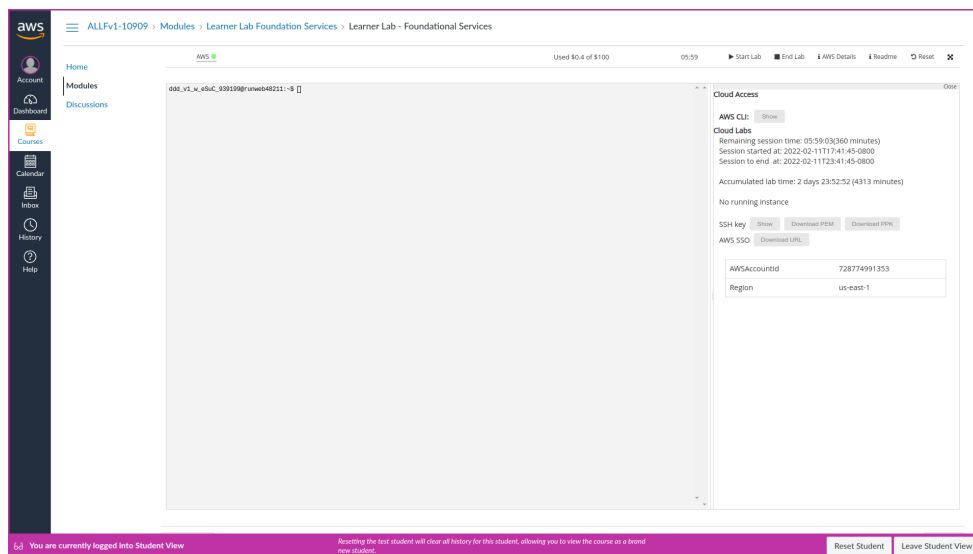 aws
ALLFv1-10909 › Modules › Learner Lab Foundation Services › Learner Lab - Foundational Services
Account
Dashboard
Courses
Calendar
Inbox
History
Help
Home
Modules
Discussions
AWS
Used $0.4 of $100
05:59
Start Lab
End Lab
AWS Details
Readme
Reset
ddd_v1_w_eSuC_939199@runweb48211:~$
Close
Cloud Access
AWS CLI: Show
Cloud Labs
Remaining session time: 05:59:03(360 minutes)
Session started at: 2022-02-11T17:41:45-0800
Session to end at: 2022-02-11T23:41:45-0800
Accumulated lab time: 2 days 23:52:52 (4313 minutes)
No running instance
SSH key Show Download PEM Download PPK
AWS SSO Download URL
AWSAccountId 728774991353
Region us-east-1
You are currently logged into Student View
Resetting the test student will clear all history for this student, allowing you to view the course as a brand
new student.
Reset Student
Leave Student View